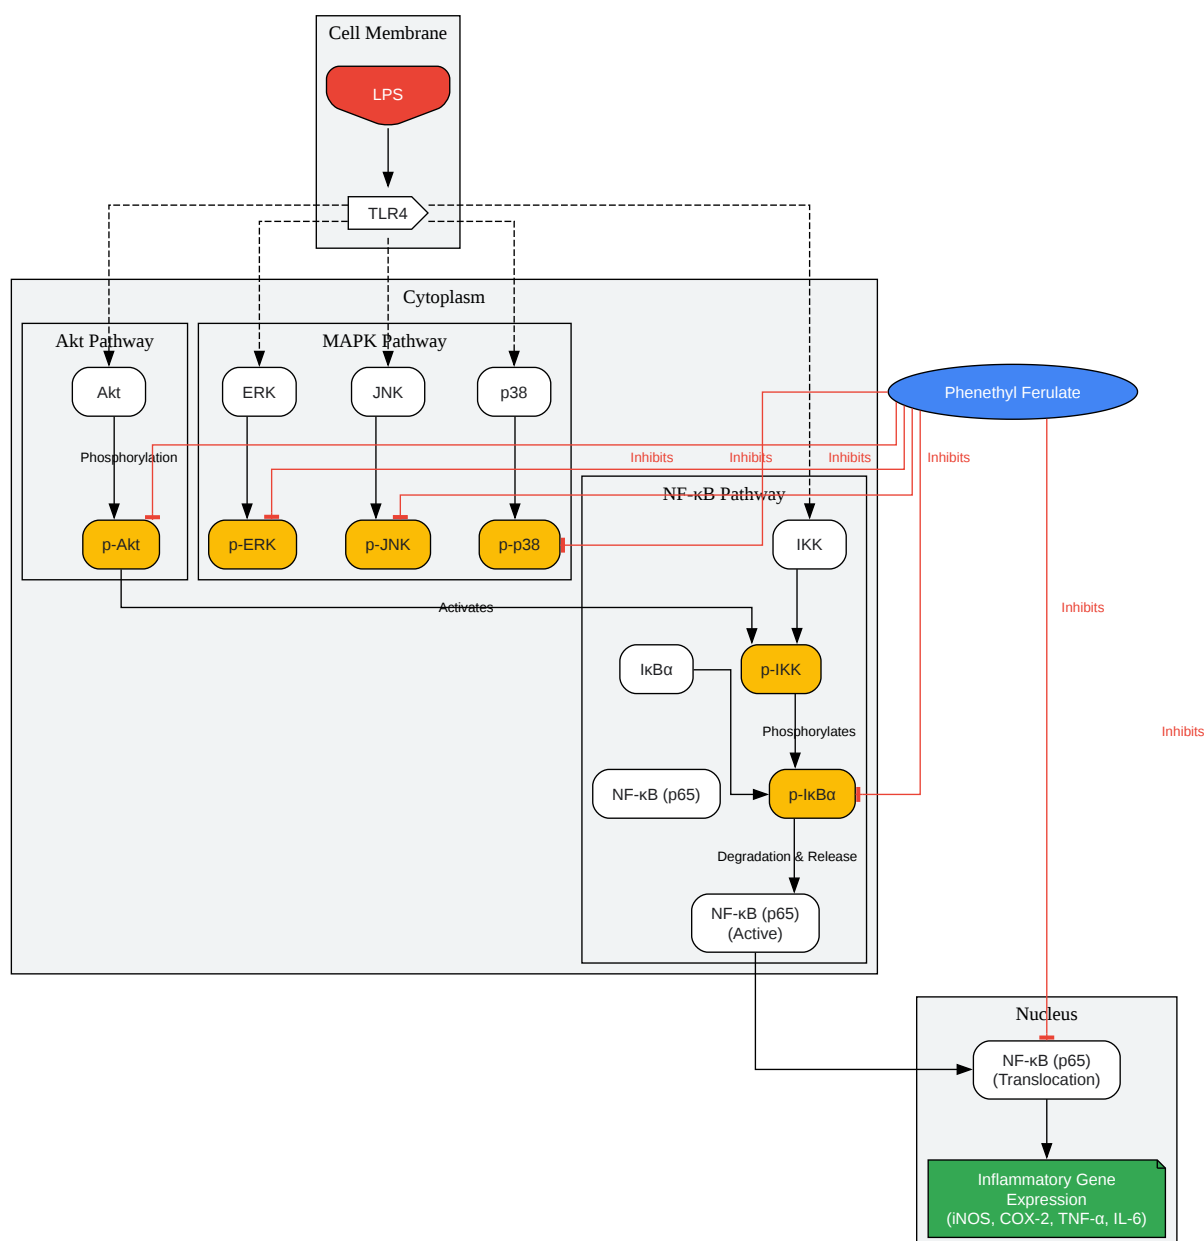 Cell Membrane
LPS
TLR4
Cytoplasm
Akt Pathway
MAPK Pathway
Akt
ERK
JNK
p38
Phenethyl Ferulate
Phosphorylation
Inhibits
Inhibits
Inhibits
Inhibits
NF-κB Pathway
p-Akt
p-ERK
p-JNK
p-p38
IKK
Activates
Inhibits
IκBα
p-IKK
Phosphorylates
Inhibits
NF-κB (p65)
p-IκBα
Degradation & Release
NF-κB (p65)
(Active)
Nucleus
NF-κB (p65)
(Translocation)
Inflammatory Gene
Expression
(iNOS, COX-2, TNF-α, IL-6)